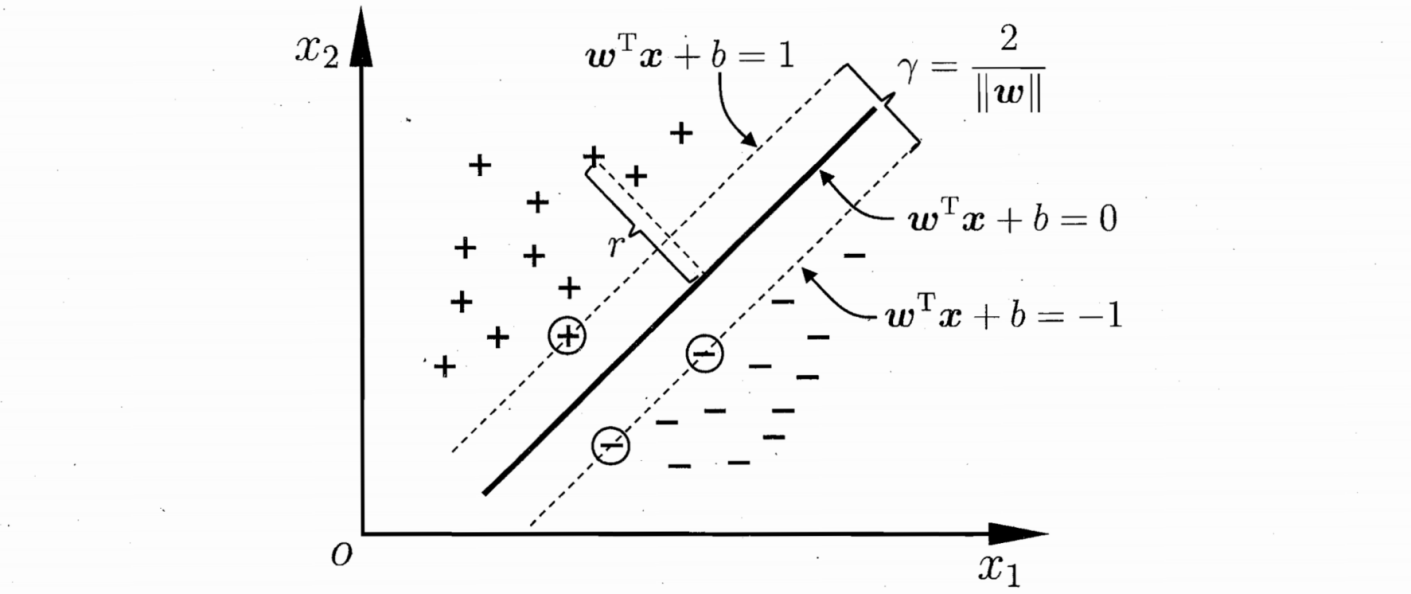 x₂
wᵀx + b = 1
γ = 2/‖w‖
wᵀx + b = 0
r
wᵀx + b = −1
O
x₁